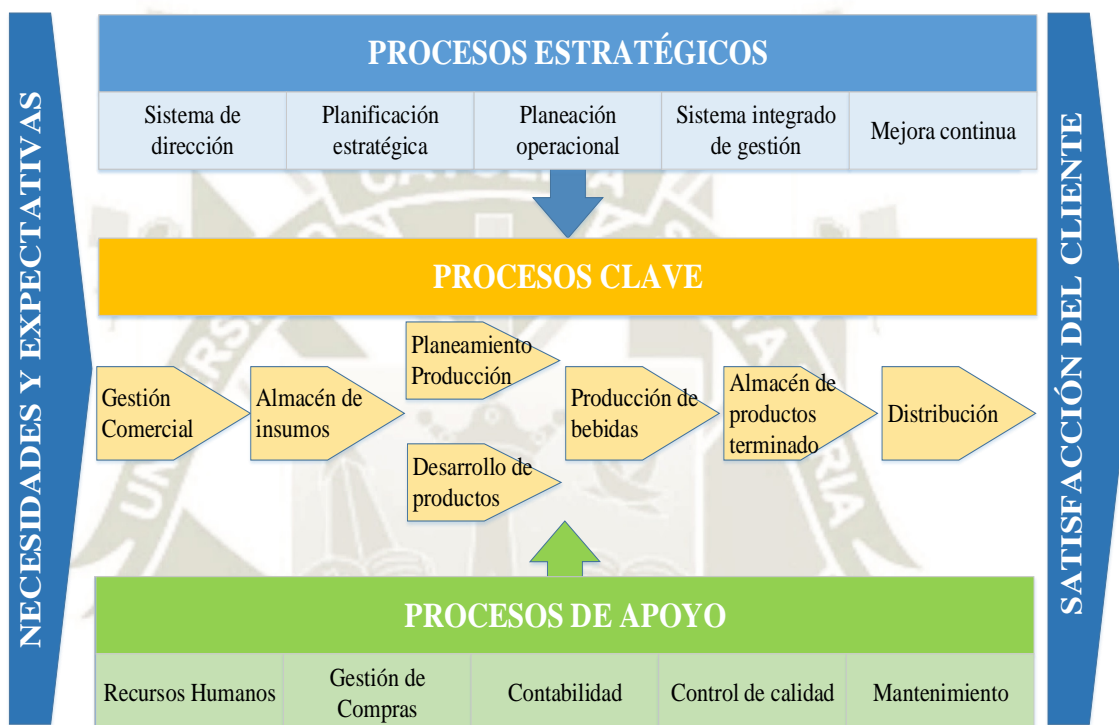 NECESIDADES Y EXPECTATIVAS
PROCESOS ESTRATÉGICOS
Sistema de
dirección
Planificación
estratégica
Planeación
operacional
Sistema integrado
de gestión
Mejora continua
PROCESOS CLAVE
Gestión
Comercial
Almacén de
insumos
Planeamiento
Producción
Desarrollo de
productos
Producción de
bebidas
Almacén de
productos
terminado
Distribución
PROCESOS DE APOYO
Recursos Humanos
Gestión de
Compras
Contabilidad
Control de calidad
Mantenimiento
SATISFACCIÓN DEL CLIENTE